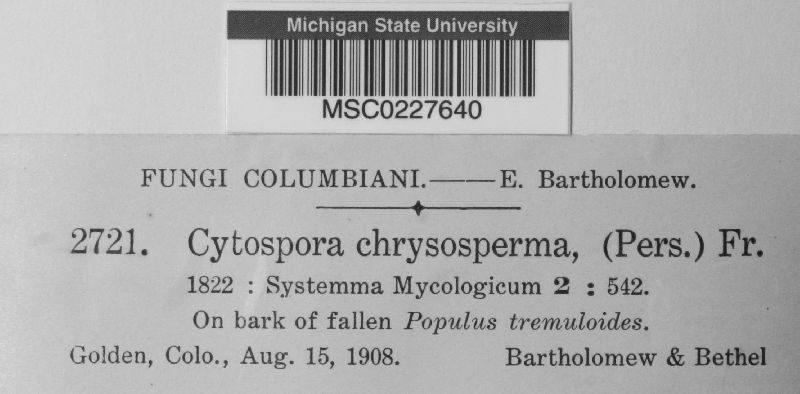 Michigan State University
MSC0227640
FUNGI COLUMBIANI.——E. Bartholomew.
2721. Cytospora chrysosperma, (Pers.) Fr.
1822 : Systemma Mycologicum 2 : 542.
On bark of fallen Populus tremuloides.
Golden, Colo., Aug. 15, 1908. Bartholomew & Bethel